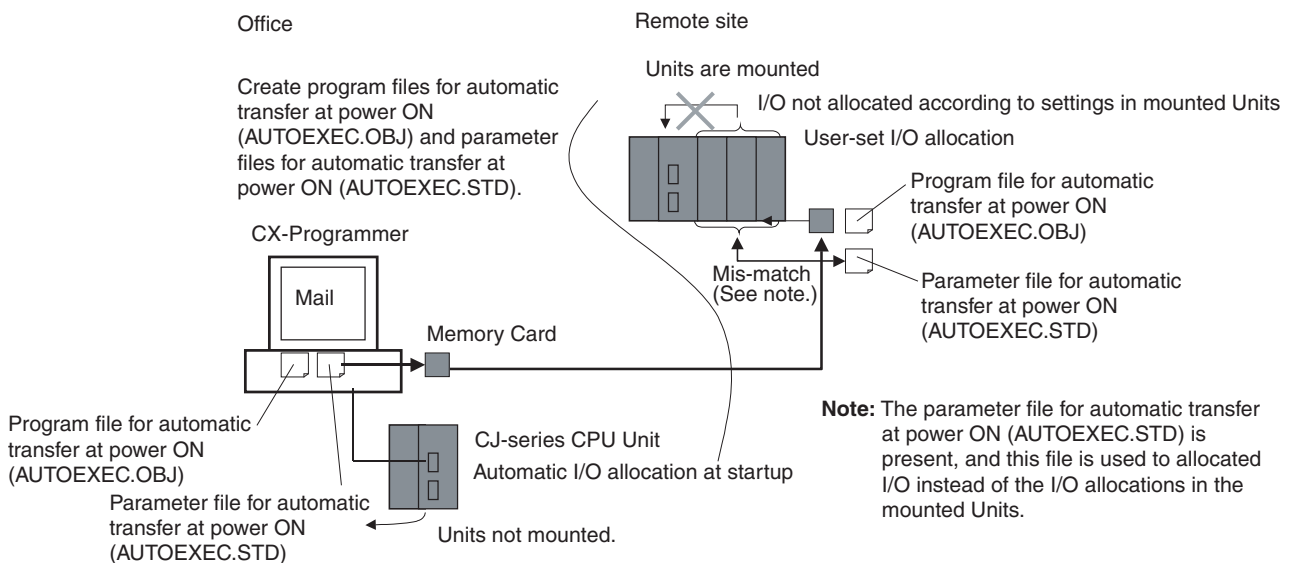 Office
Create program files for automatic
transfer at power ON
(AUTOEXEC.OBJ) and parameter
files for automatic transfer at
power ON (AUTOEXEC.STD).
CX-Programmer
Mail
Memory Card
Program file for automatic
transfer at power ON
(AUTOEXEC.OBJ)
Parameter file for automatic
transfer at power ON
(AUTOEXEC.STD)
CJ-series CPU Unit
Automatic I/O allocation at startup
Units not mounted.
Remote site
Units are mounted
I/O not allocated according to settings in mounted Units
User-set I/O allocation
Program file for automatic
transfer at power ON
(AUTOEXEC.OBJ)
Mis-match
(See note.)
Parameter file for automatic
transfer at power ON
(AUTOEXEC.STD)
Note: The parameter file for automatic transfer
at power ON (AUTOEXEC.STD) is
present, and this file is used to allocated
I/O instead of the I/O allocations in the
mounted Units.